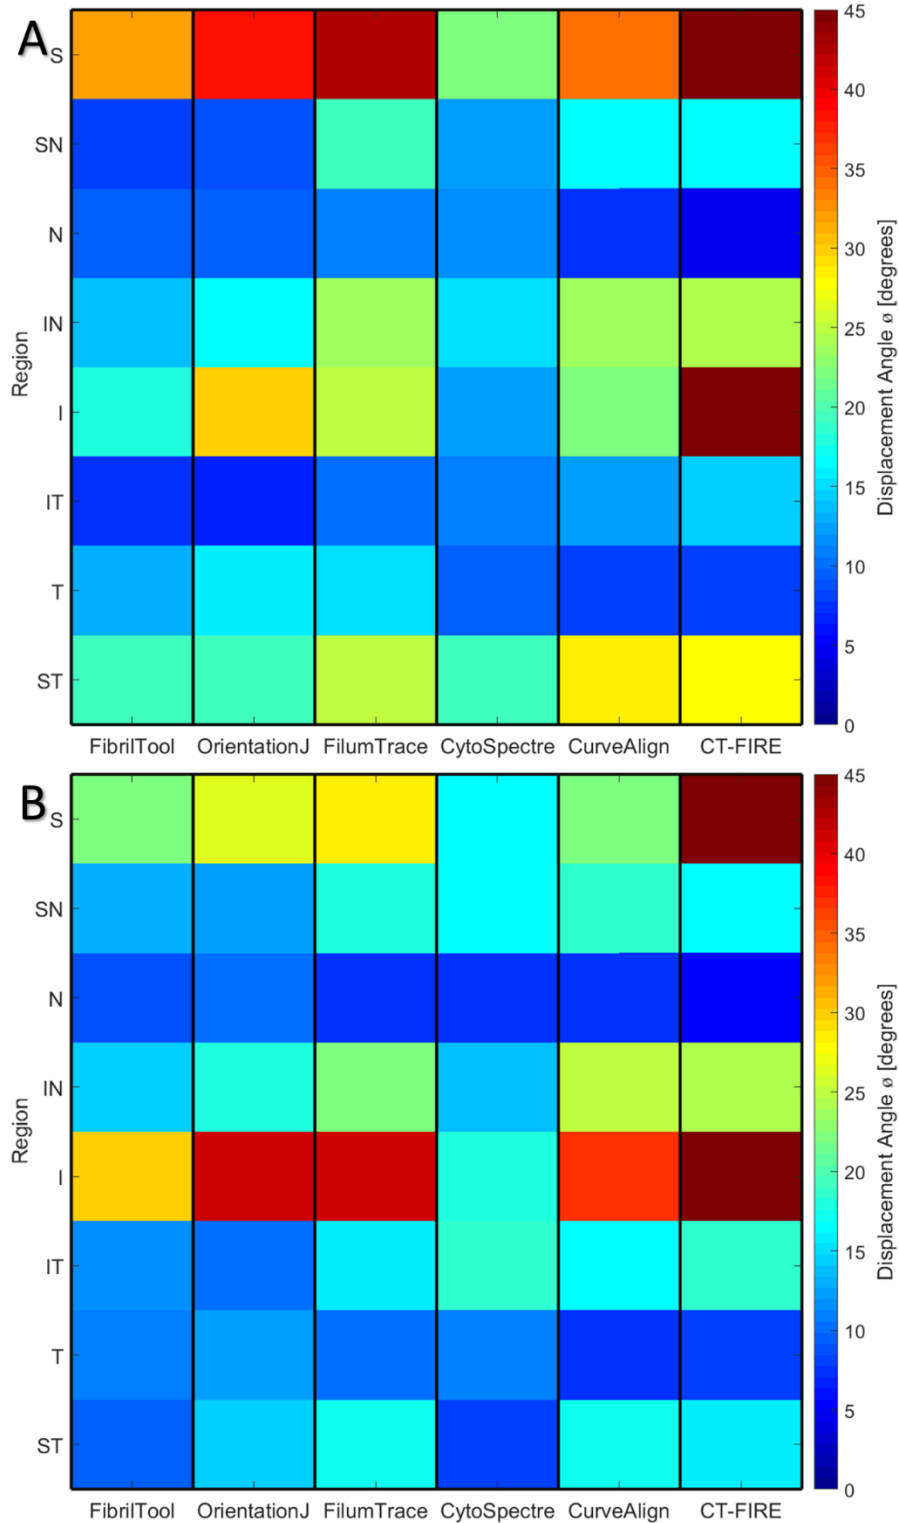 A
S
SN
N
IN
I
IT
T
ST
Region
FibrilTool OrientationJ FilumTrace CytoSpectre CurveAlign CT-FIRE
45
40
35
30
25
20
15
10
5
0
Displacement Angle ø [degrees]
B
S
SN
N
IN
I
IT
T
ST
Region
FibrilTool OrientationJ FilumTrace CytoSpectre CurveAlign CT-FIRE
45
40
35
30
25
20
15
10
5
0
Displacement Angle ø [degrees]